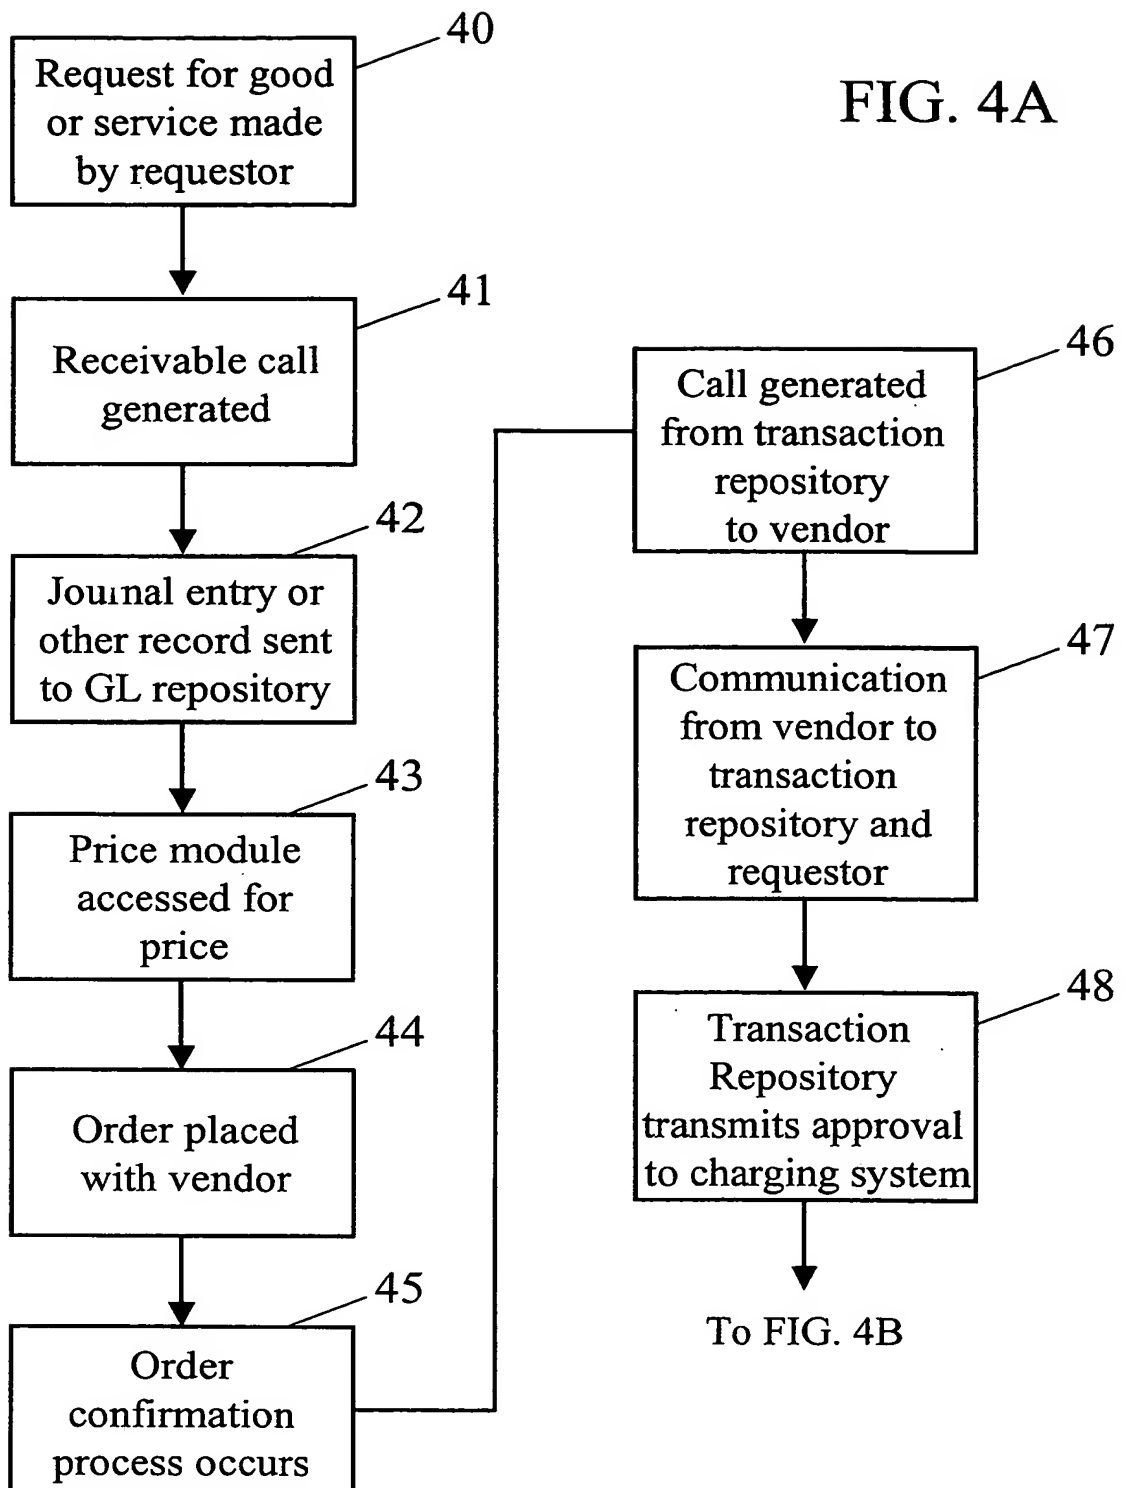 FIG. 4A
40
Request for good
or service made
by requestor
41
Receivable call
generated
42
Journal entry or
other record sent
to GL repository
43
Price module
accessed for
price
44
Order placed
with vendor
45
Order
confirmation
process occurs
46
Call generated
from transaction
repository
to vendor
47
Communication
from vendor to
transaction
repository and
requestor
48
Transaction
Repository
transmits approval
to charging system
To FIG. 4B